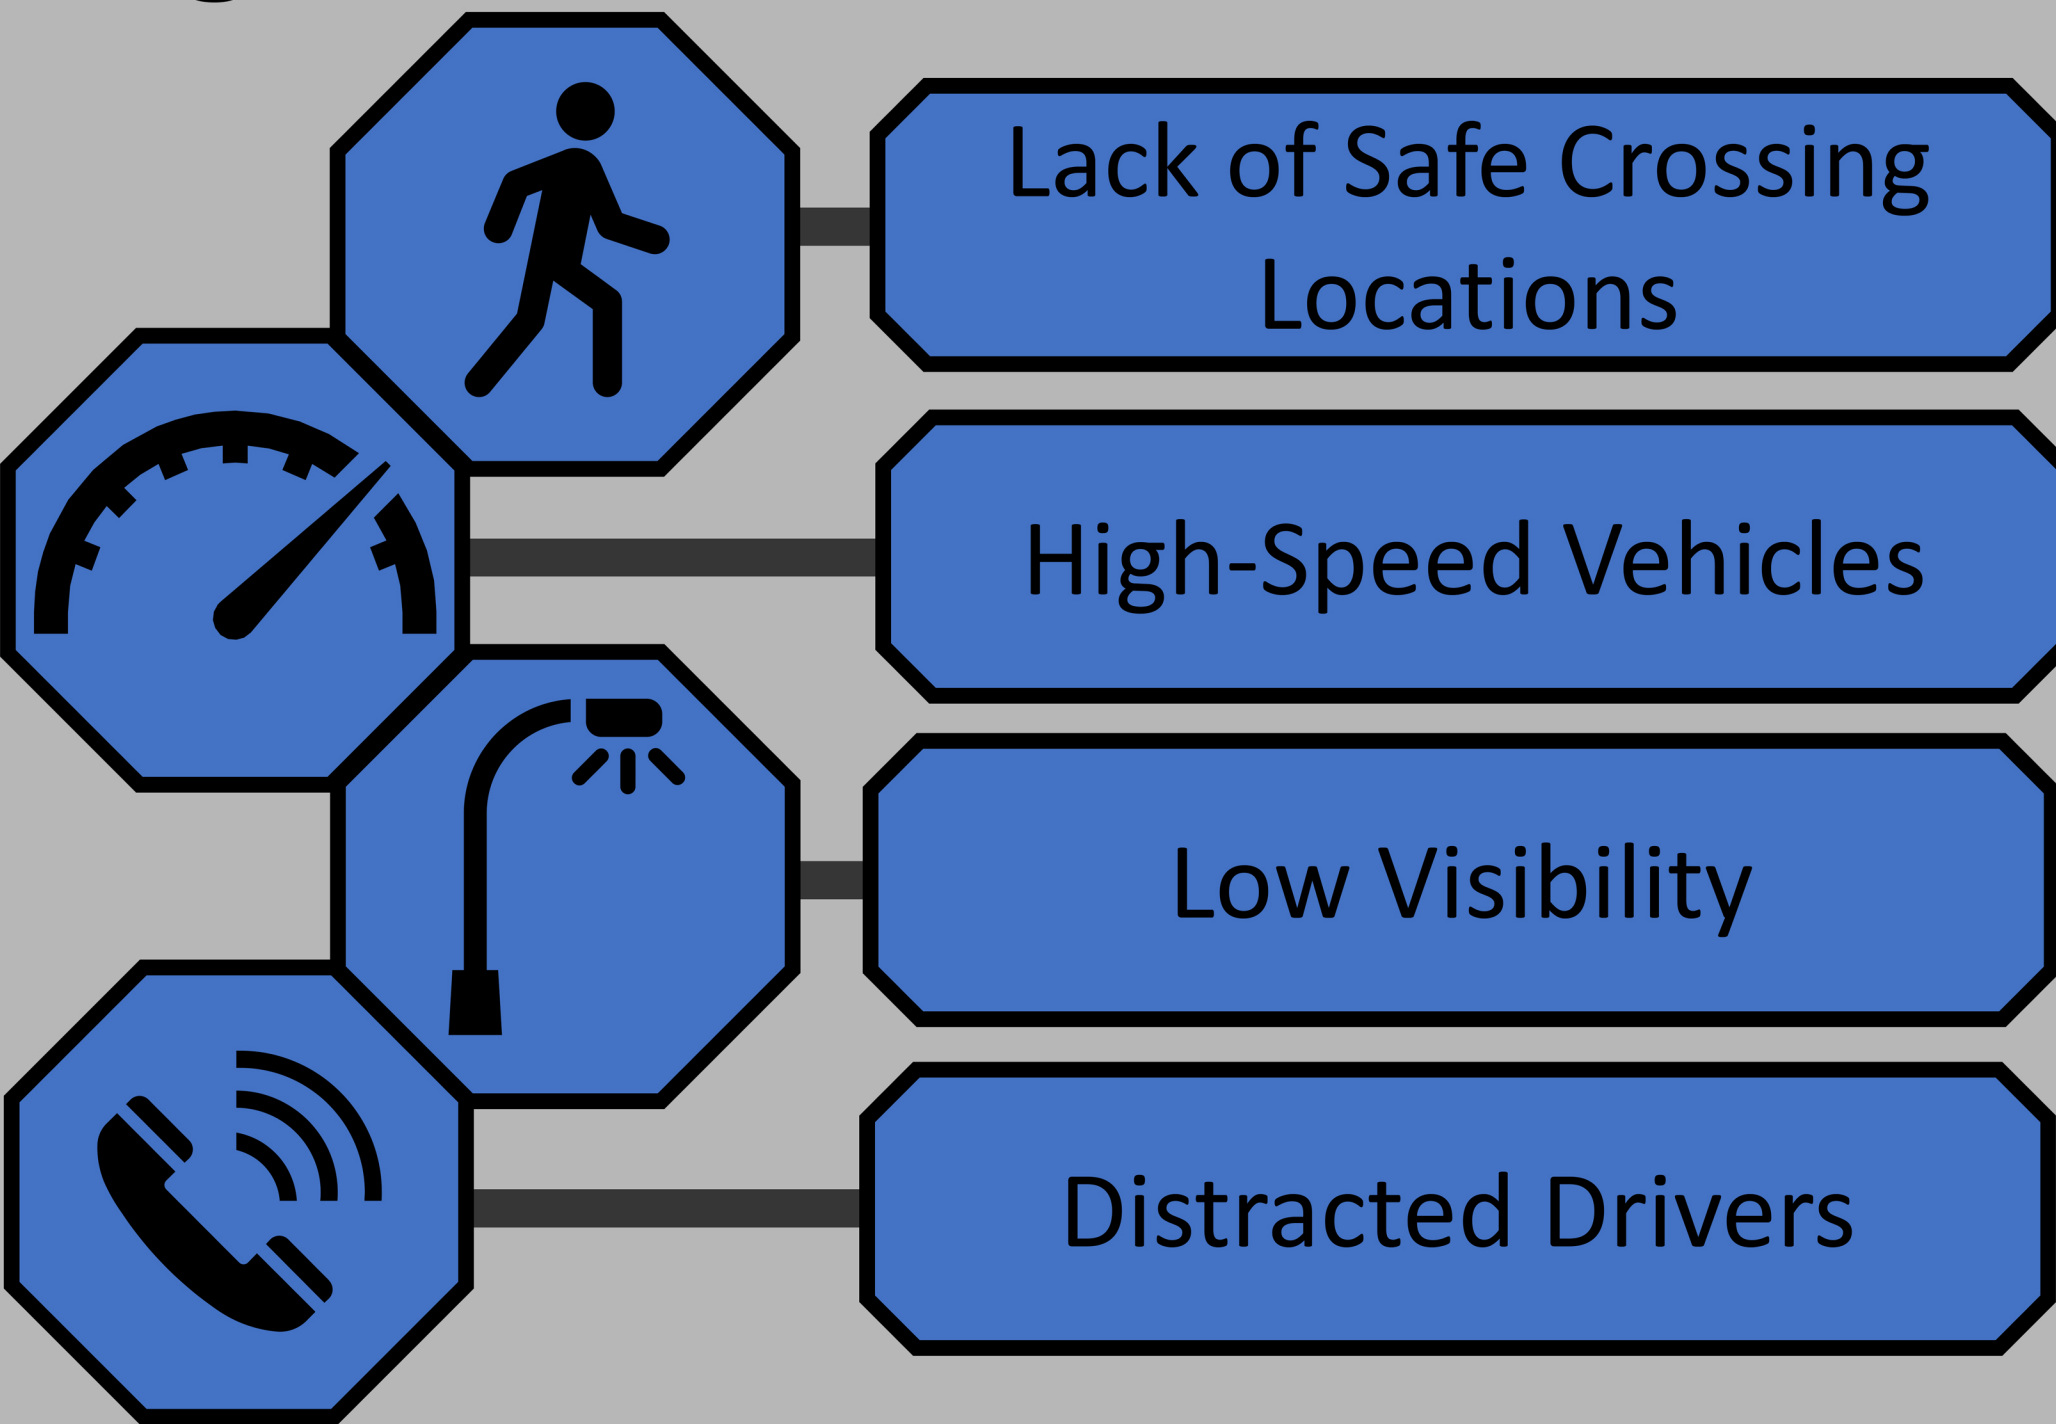 Lack of Safe Crossing
Locations
High-Speed Vehicles
Low Visibility
Distracted Drivers